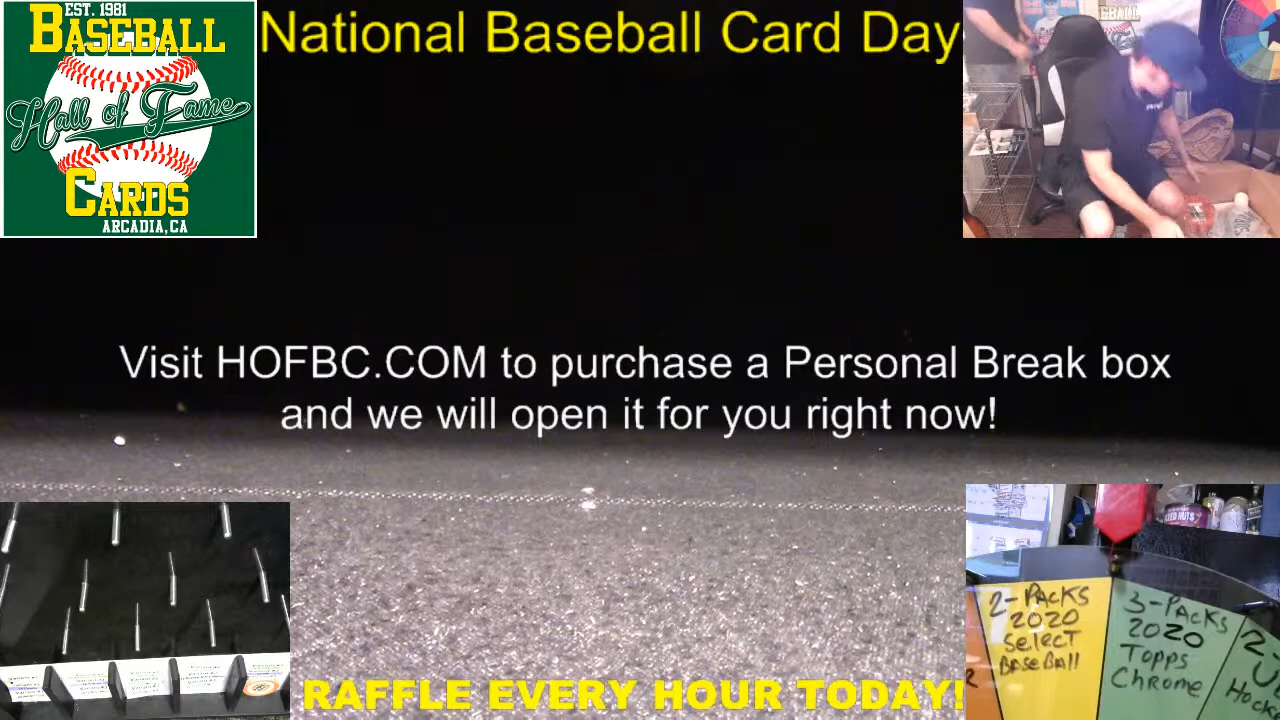 EST. 1981
BASEBALL
Hall of Fame
CARDS
ARCADIA, CA
National Baseball Card Day
Visit HOFBC.COM to purchase a Personal Break box
and we will open it for you right now!
2-PACKS
2020
SELECT
BASEBALL
3-PACKS
2020
TOPPS
CHROME
2-
HOCK
RAFFLE EVERY HOUR TODAY!